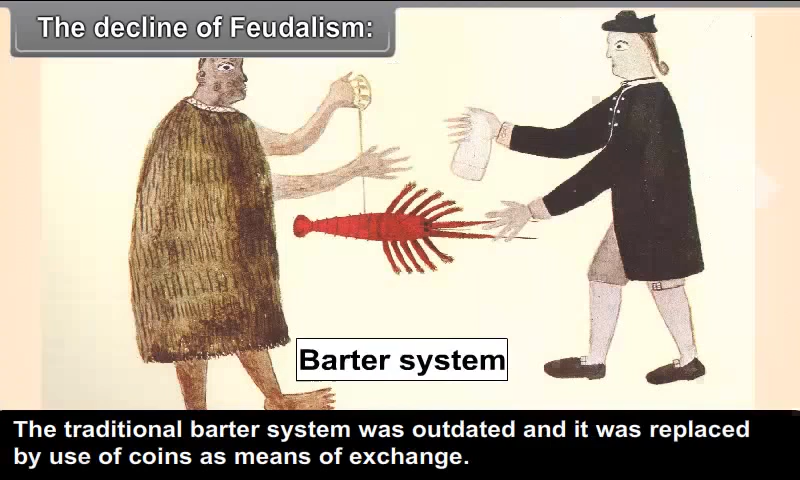 The decline of Feudalism:
Barter system
The traditional barter system was outdated and it was replaced
by use of coins as means of exchange.